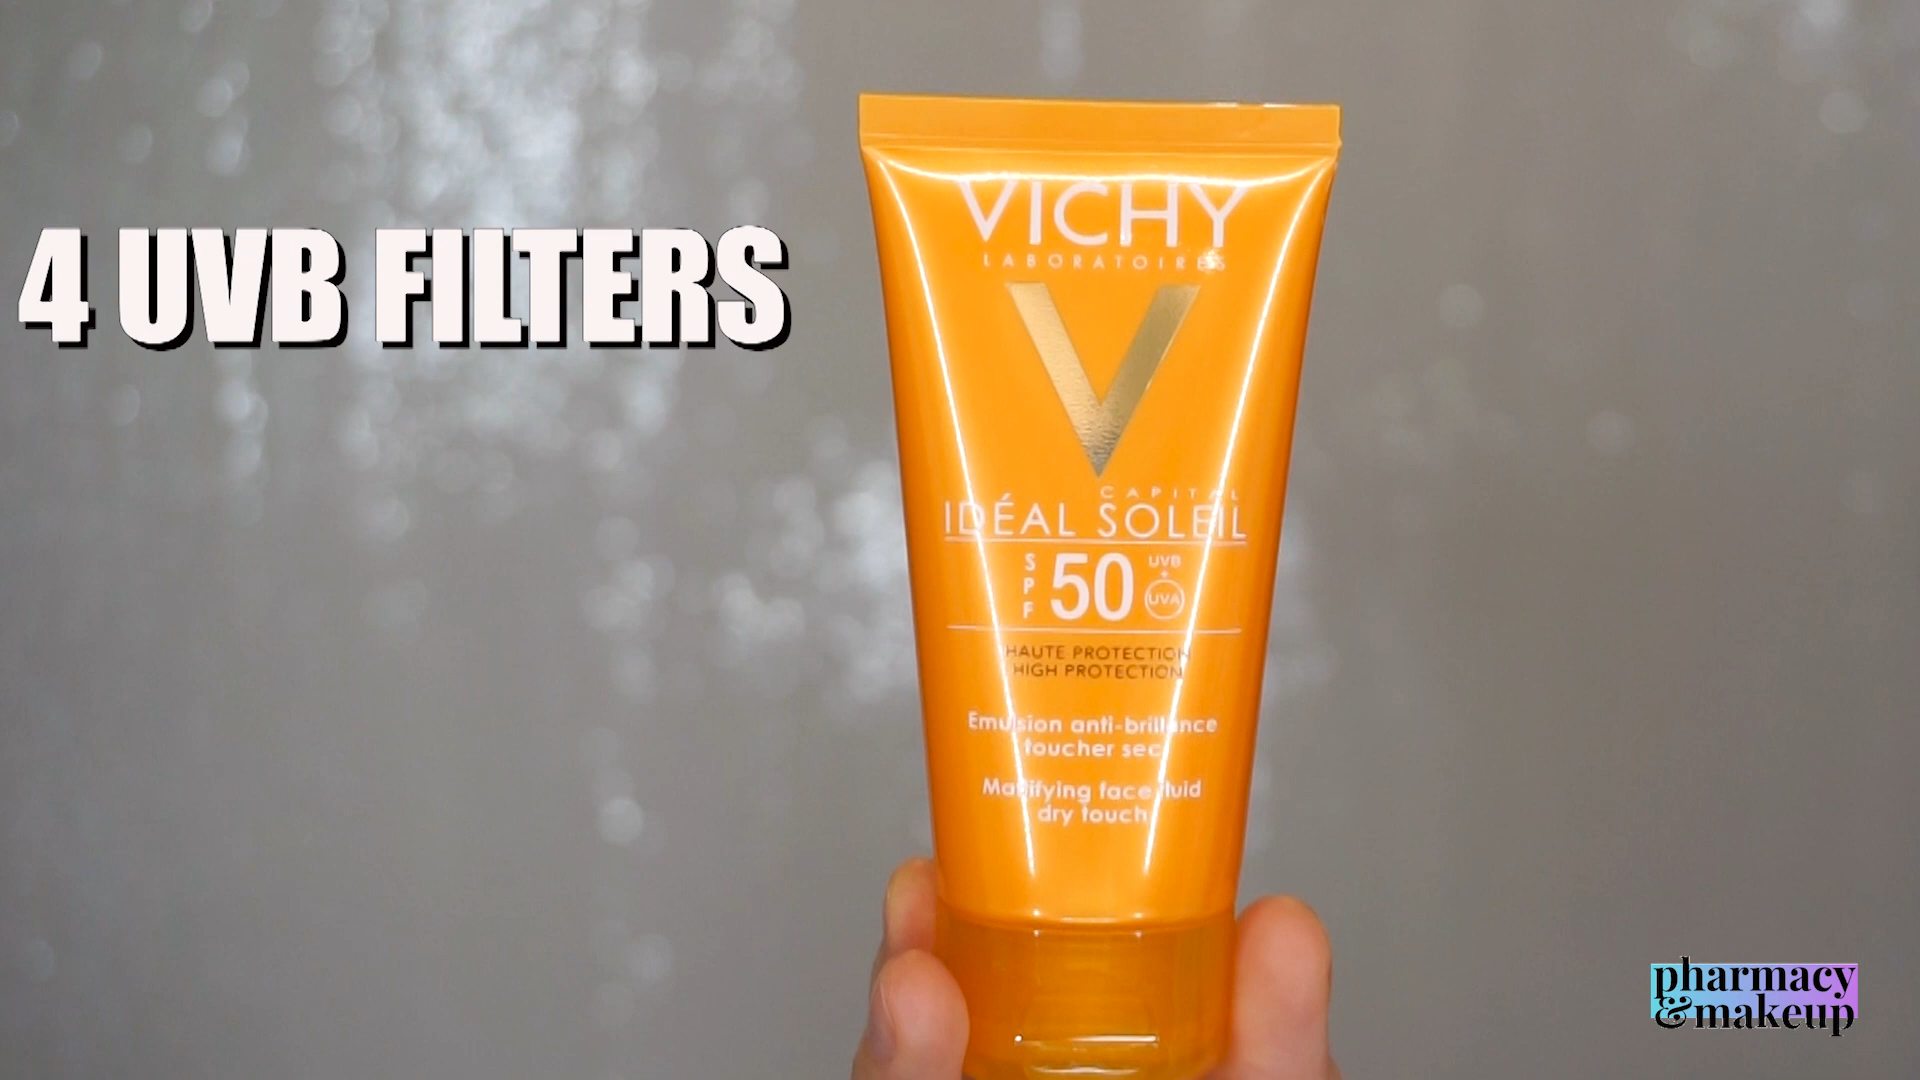 4 UVB FILTERS
VICHY
LABORATOIRES
CAPITAL
IDÉAL SOLEIL
SPF 50 UVB + UVA
HAUTE PROTECTION
HIGH PROTECTION
Emulsion anti-brillance
toucher sec
Mattifying face fluid
dry touch
pharmacy
&makeup